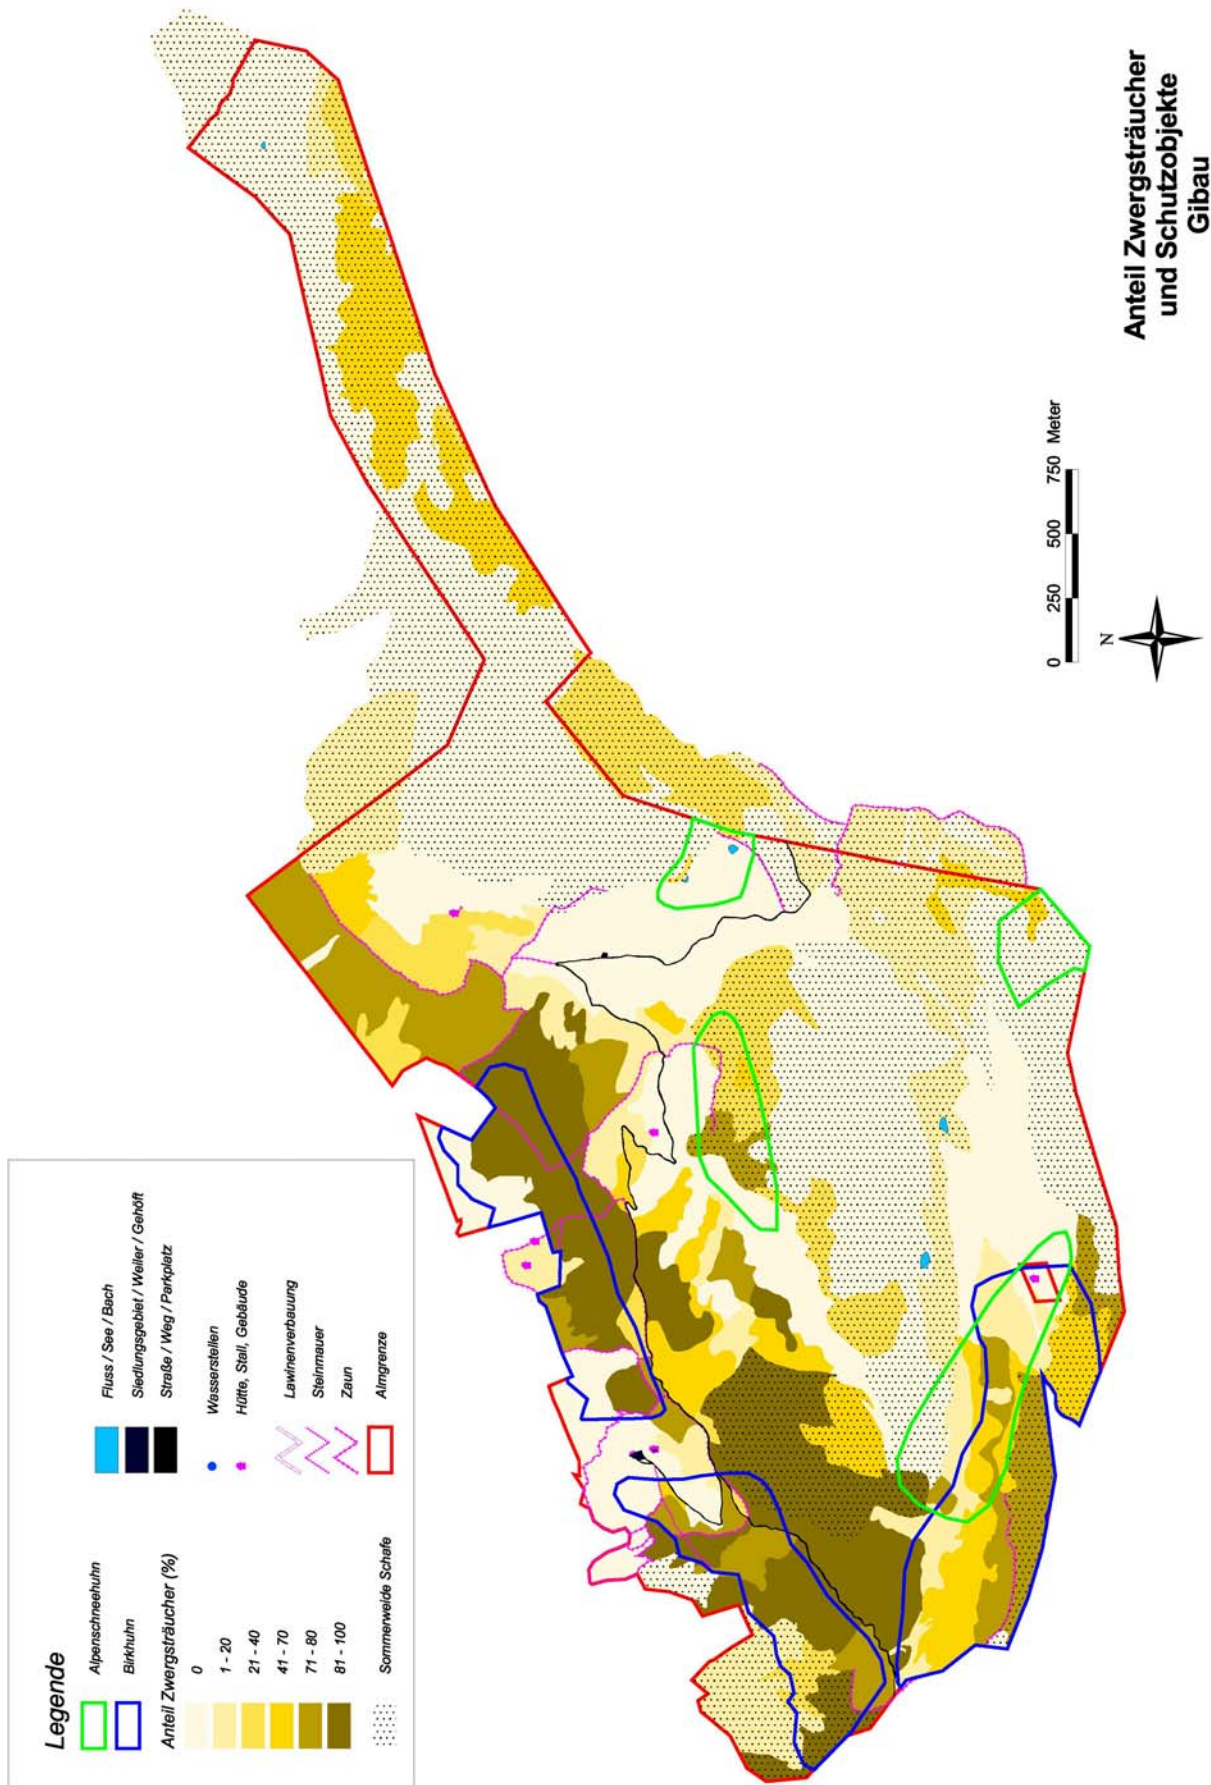 Legende
Alpenschneehuhn
Birkhuhn
Anteil Zwergsträucher (%)
0
1 - 20
21 - 40
41 - 70
71 - 80
81 - 100
Sommerweide Schafe
Fluss / See / Bach
Siedlungsgebiet / Weiler / Gehöft
Straße / Weg / Parkplatz
Wasserstellen
Hütte, Stall, Gebäude
Lawinenverbauung
Steinmauer
Zaun
Almgrenze
N
0 250 500 750 Meter
Anteil Zwergsträucher
und Schutzobjekte
Gibau